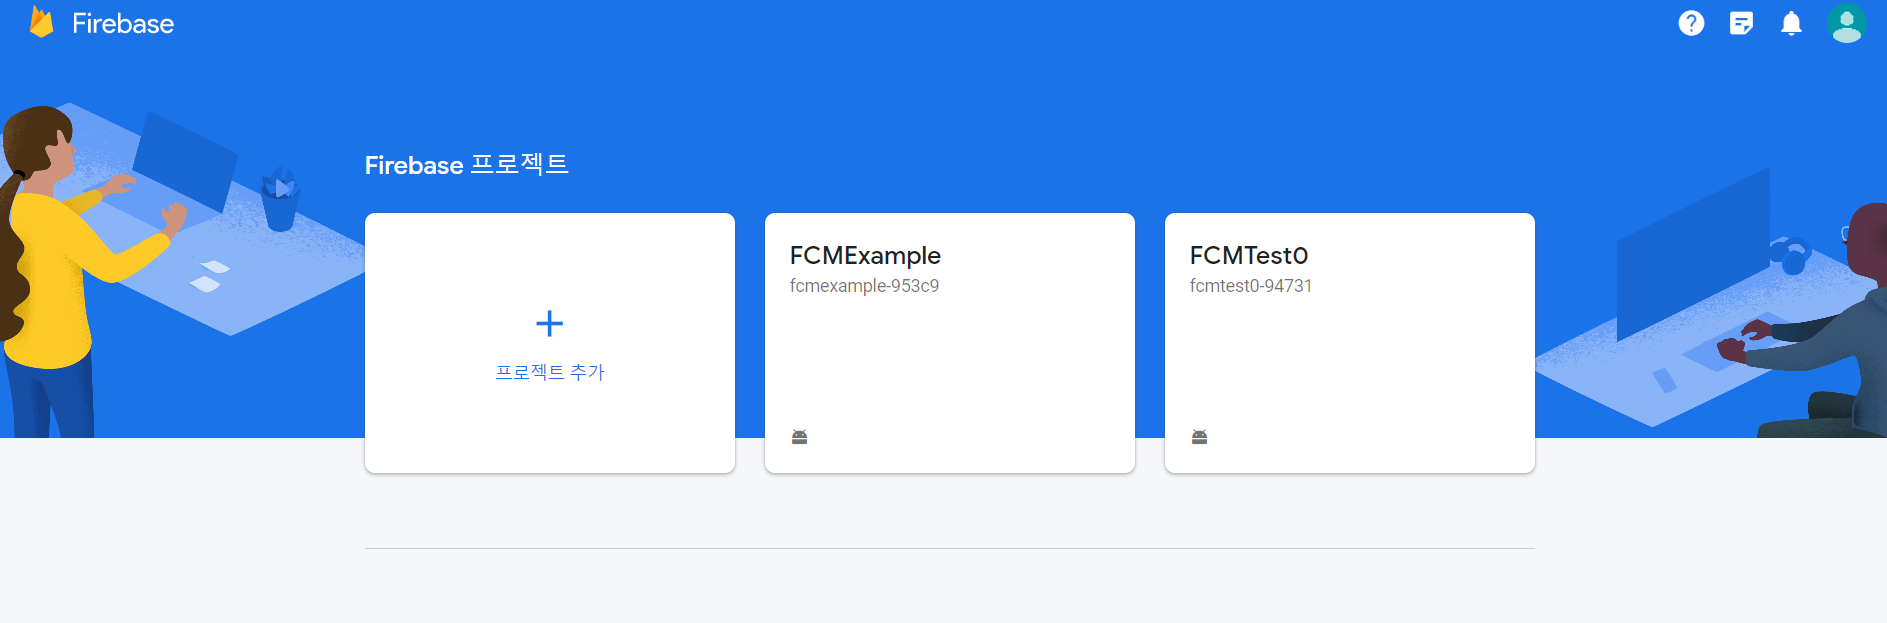 Firebase
Firebase 프로젝트
프로젝트 추가
FCMExample
fcmexample-953c9
FCMTest0
fcmtest0-94731